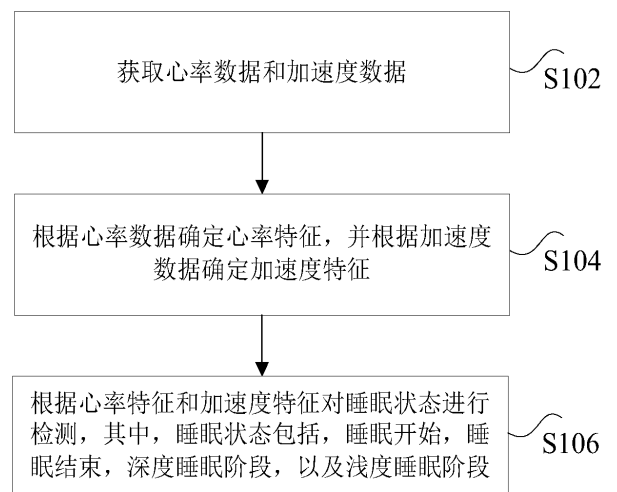 获取心率数据和加速度数据
S102
根据心率数据确定心率特征，并根据加速度
数据确定加速度特征
S104
根据心率特征和加速度特征对睡眠状态进行
检测，其中，睡眠状态包括，睡眠开始，睡
眠结束，深度睡眠阶段，以及浅度睡眠阶段
S106